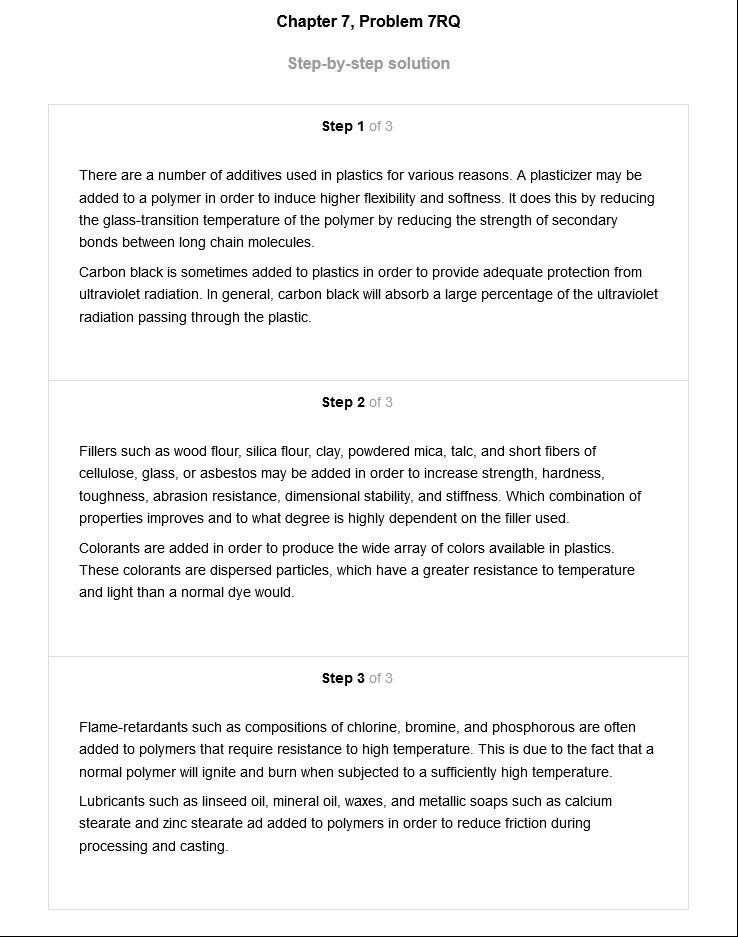 Chapter 7, Problem 7RQ
Step-by-step solution
Step 1 of 3
There are a number of additives used in plastics for various reasons. A plasticizer may be
added to a polymer in order to induce higher flexibility and softness. It does this by reducing
the glass-transition temperature of the polymer by reducing the strength of secondary
bonds between long chain molecules.
Carbon black is sometimes added to plastics in order to provide adequate protection from
ultraviolet radiation. In general, carbon black will absorb a large percentage of the ultraviolet
radiation passing through the plastic.
Step 2 of 3
Fillers such as wood flour, silica flour, clay, powdered mica, talc, and short fibers of
cellulose, glass, or asbestos may be added in order to increase strength, hardness,
toughness, abrasion resistance, dimensional stability, and stiffness. Which combination of
properties improves and to what degree is highly dependent on the filler used.
Colorants are added in order to produce the wide array of colors available in plastics.
These colorants are dispersed particles, which have a greater resistance to temperature
and light than a normal dye would.
Step 3 of 3
Flame-retardants such as compositions of chlorine, bromine, and phosphorous are often
added to polymers that require resistance to high temperature. This is due to the fact that a
normal polymer will ignite and burn when subjected to a sufficiently high temperature.
Lubricants such as linseed oil, mineral oil, waxes, and metallic soaps such as calcium
stearate and zinc stearate ad added to polymers in order to reduce friction during
processing and casting.